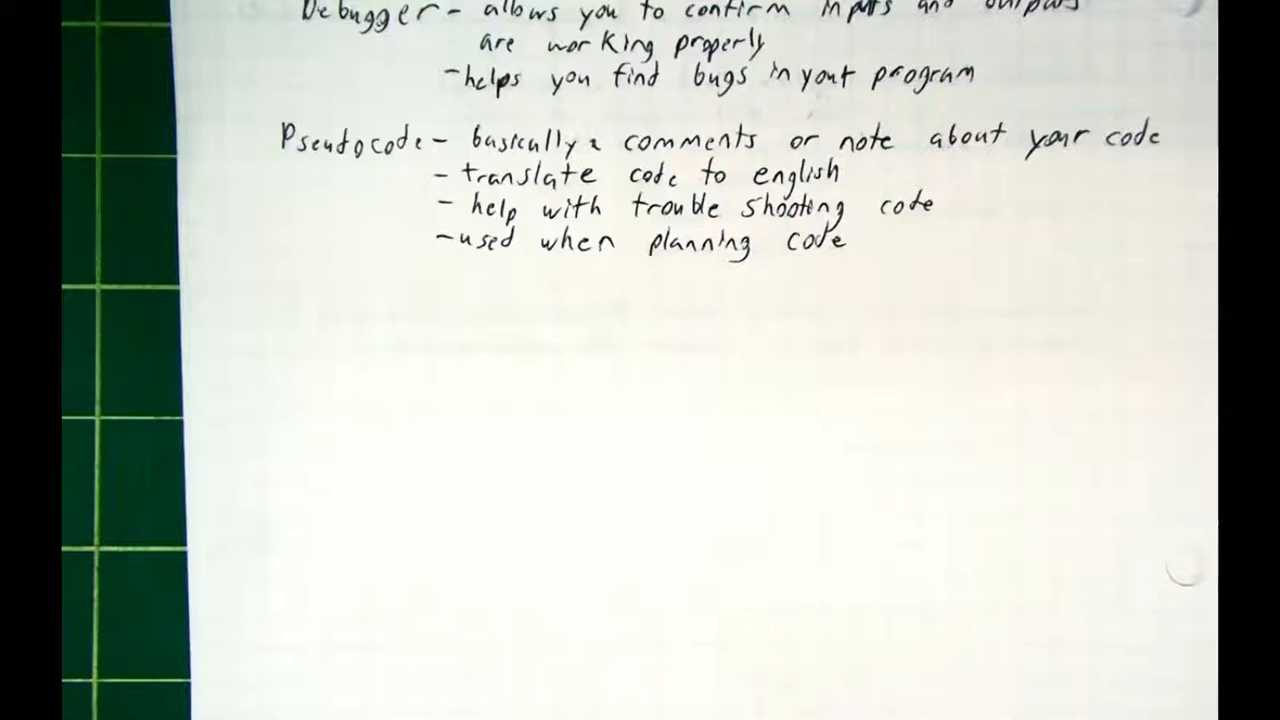 Debugger - allows you to confirm inputs and outputs
are working properly
- helps you find bugs in yout program
Pseudocode - basically comments or note about your code
- translate code to english
- help with trouble shooting code
- used when planning code